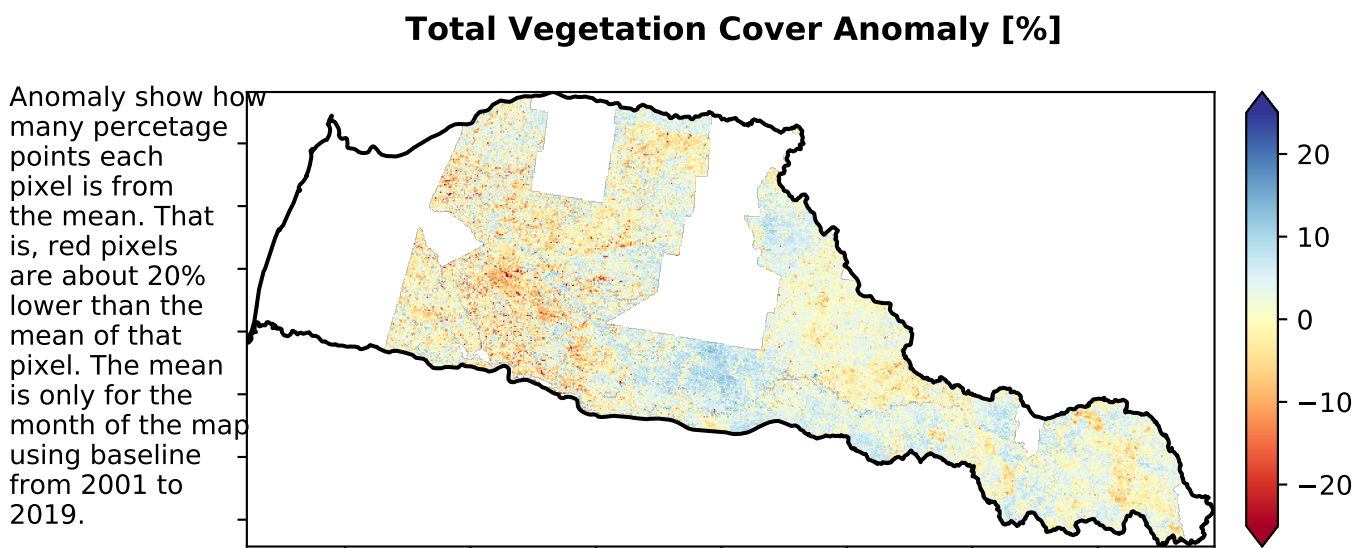 Total Vegetation Cover Anomaly [%]
Anomaly show how
many percetage
points each
pixel is from
the mean. That
is, red pixels
are about 20%
lower than the
mean of that
pixel. The mean
is only for the
month of the map
using baseline
from 2001 to
2019.
20
10
0
−10
−20